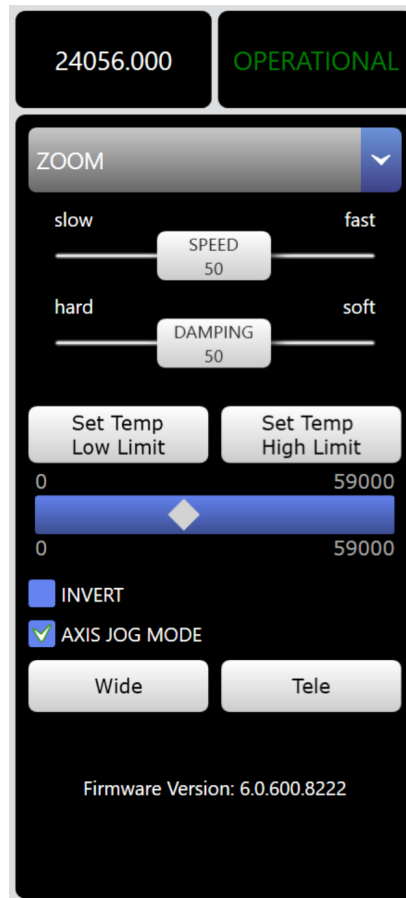 24056.000
OPERATIONAL
ZOOM
slow fast
SPEED
50
hard soft
DAMPING
50
Set Temp
Low Limit
Set Temp
High Limit
0 59000
0 59000
INVERT
AXIS JOG MODE
Wide
Tele
Firmware Version: 6.0.600.8222